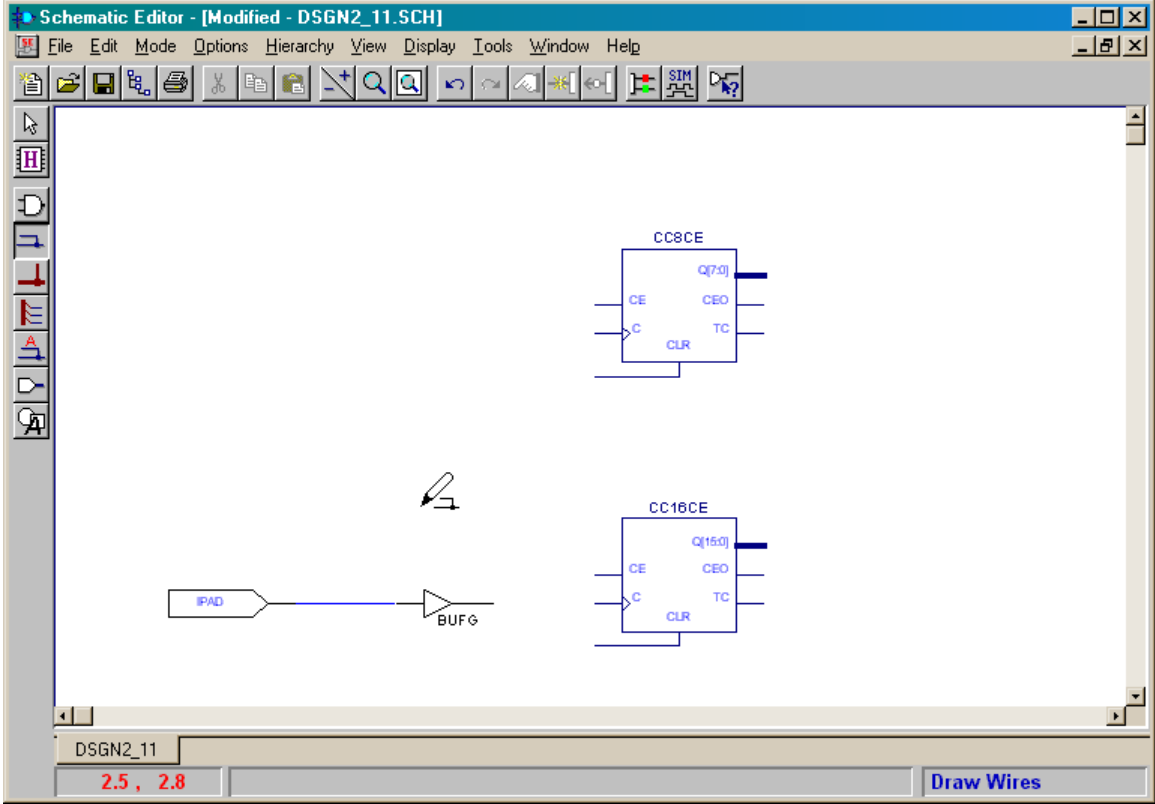 Schematic Editor - [Modified - DSGN2_11.SCH]
File Edit Mode Options Hierarchy View Display Tools Window Help
SIM
H
A
A
CC8CE
Q[7:0]
CE CEO
C TC
CLR
CC16CE
Q[15:0]
CE CEO
C TC
CLR
IPAD
BUFG
DSGN2_11
2.5 , 2.8
Draw Wires